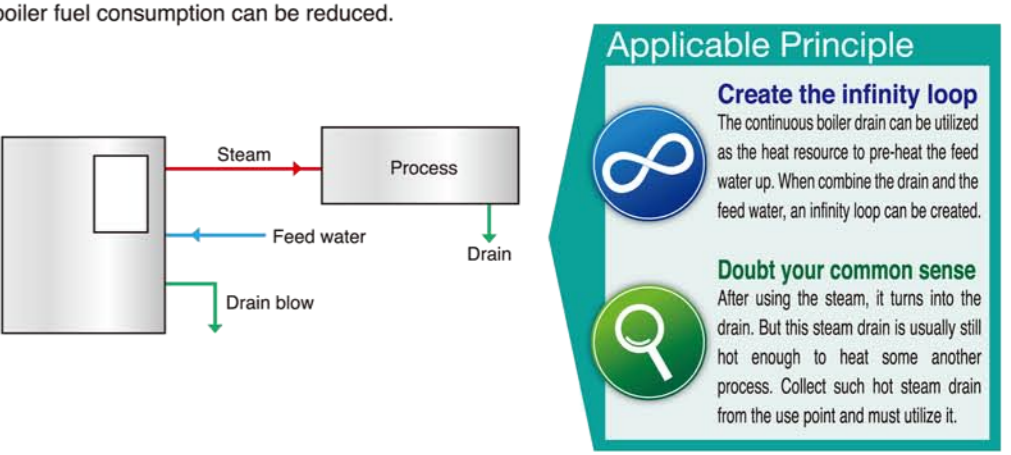 boiler fuel consumption can be reduced.
Steam
Process
Feed water
Drain
Drain blow
Applicable Principle
Create the infinity loop
The continuous boiler drain can be utilized
as the heat resource to pre-heat the feed
water up. When combine the drain and the
feed water, an infinity loop can be created.
Doubt your common sense
After using the steam, it turns into the
drain. But this steam drain is usually still
hot enough to heat some another
process. Collect such hot steam drain
from the use point and must utilize it.